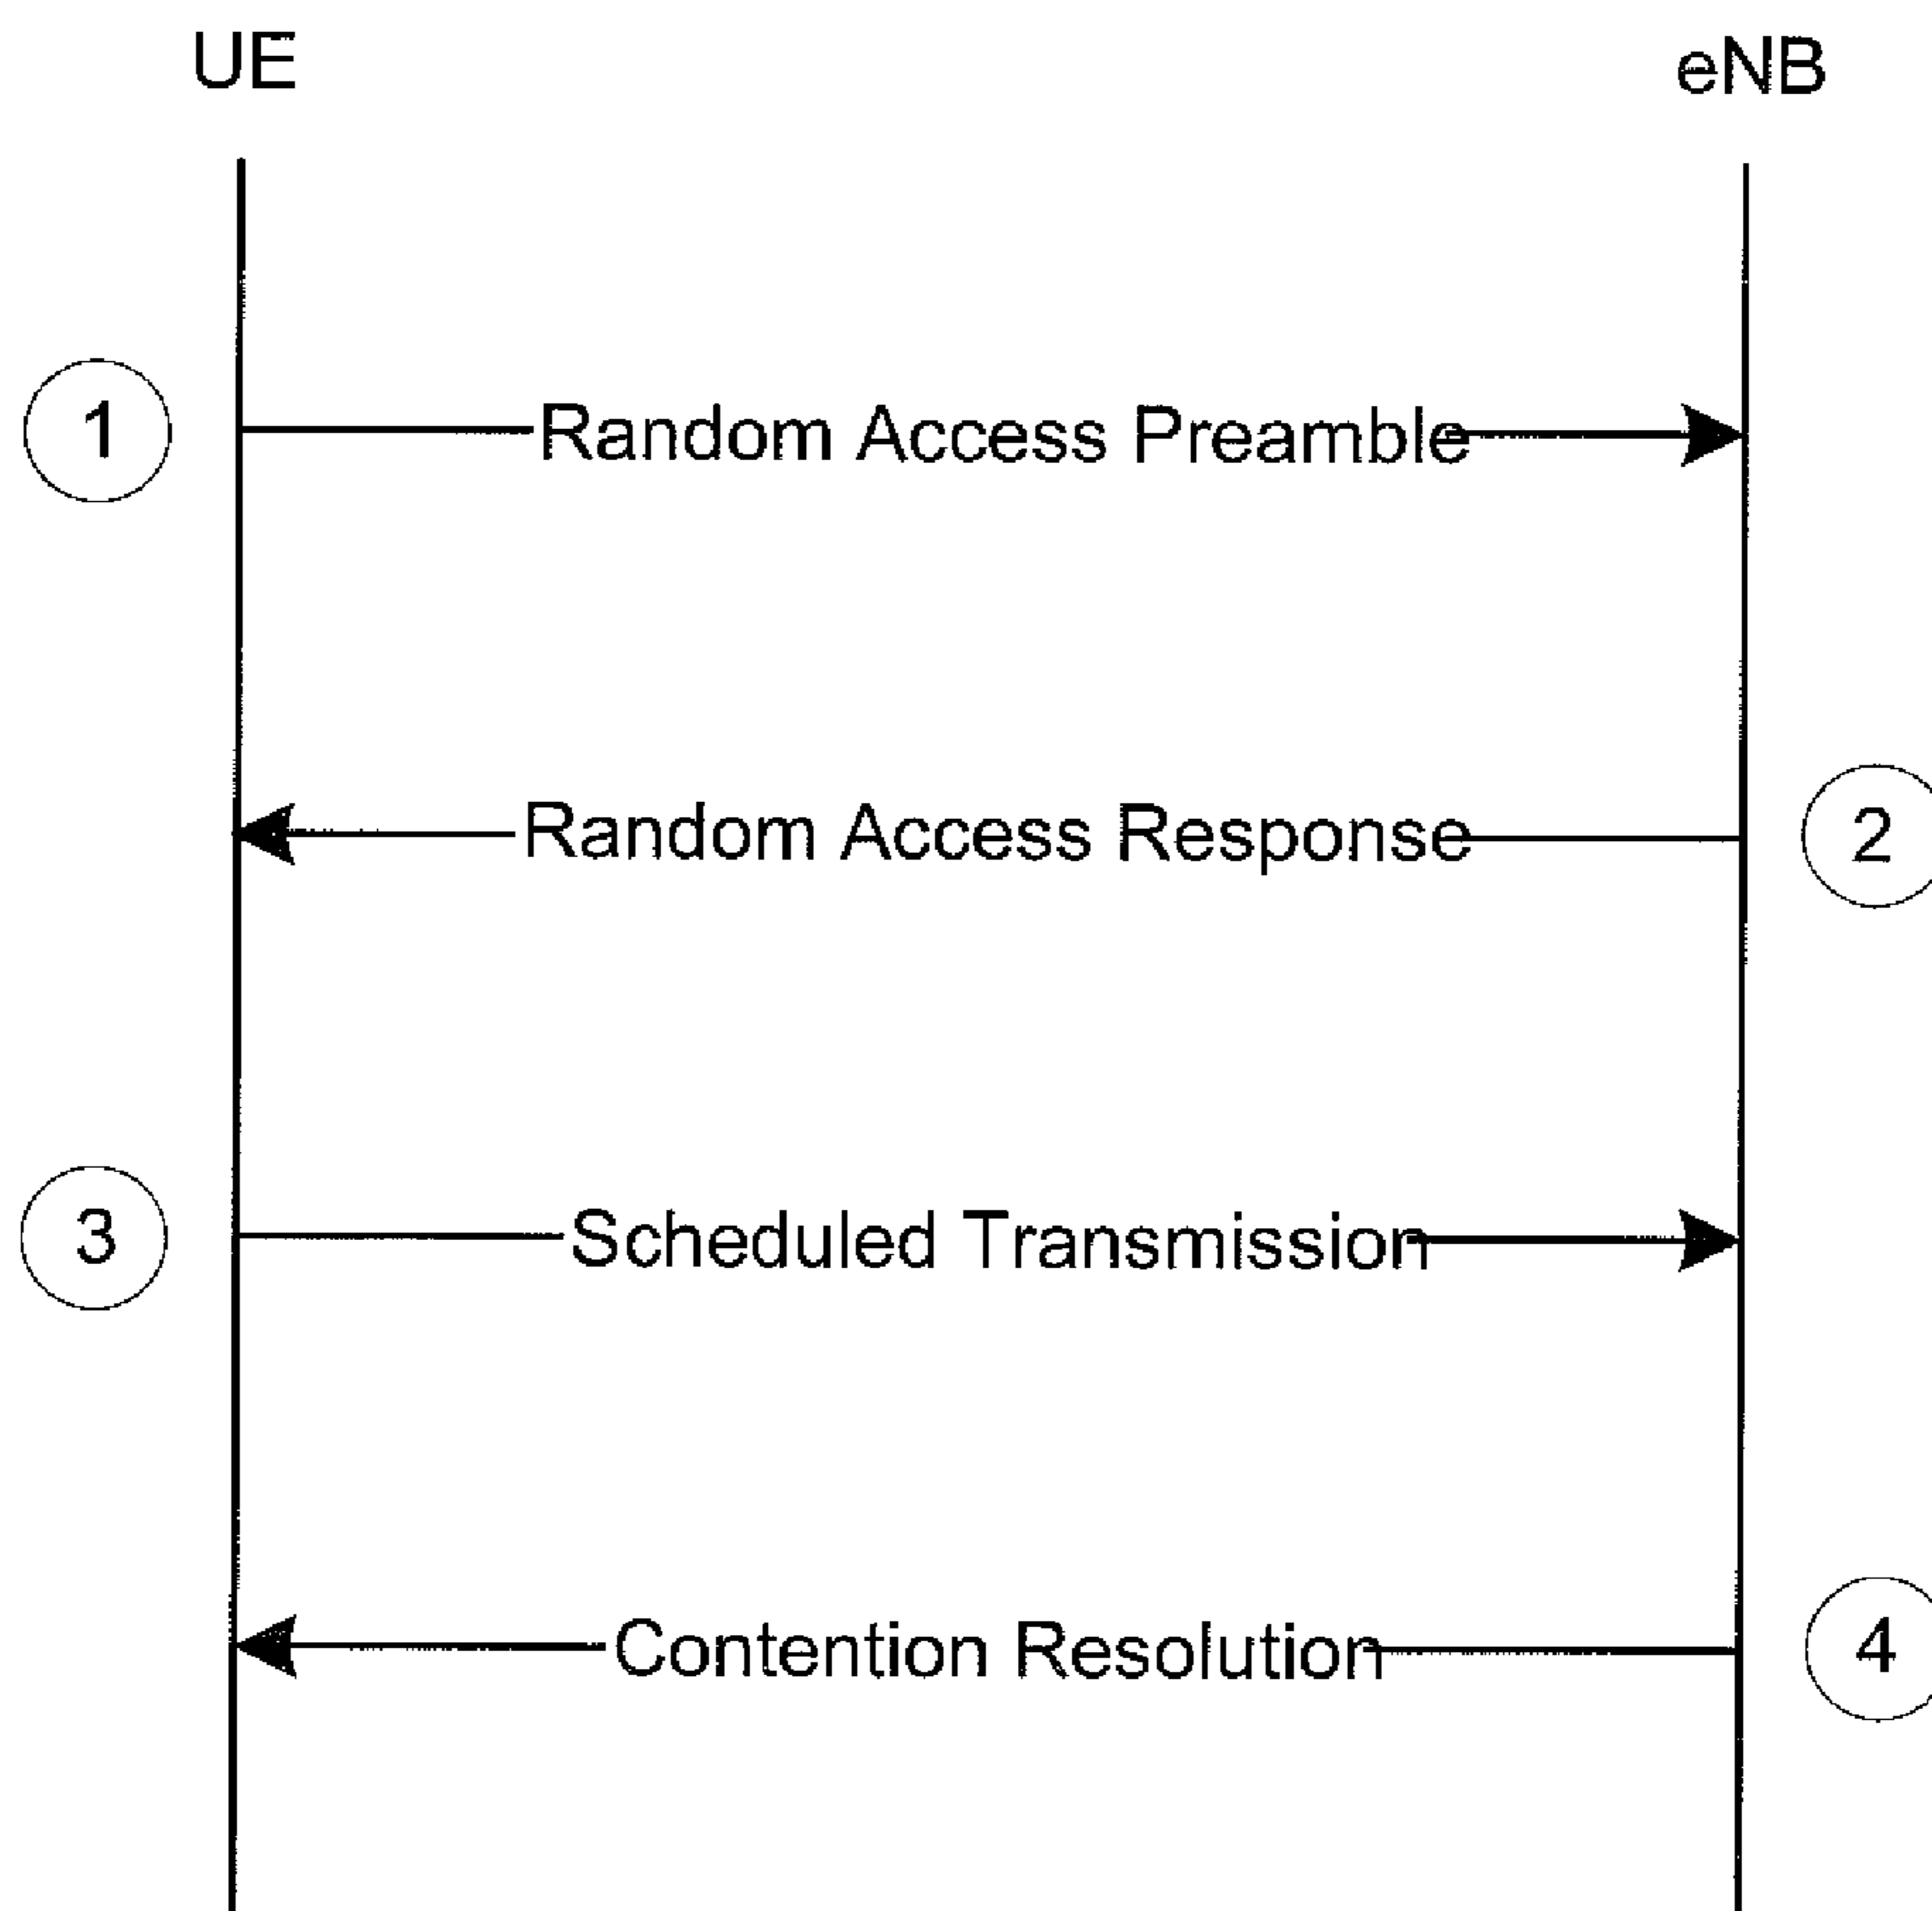 UE
eNB
1
Random Access Preamble
Random Access Response
2
3
Scheduled Transmission
Contention Resolution
4